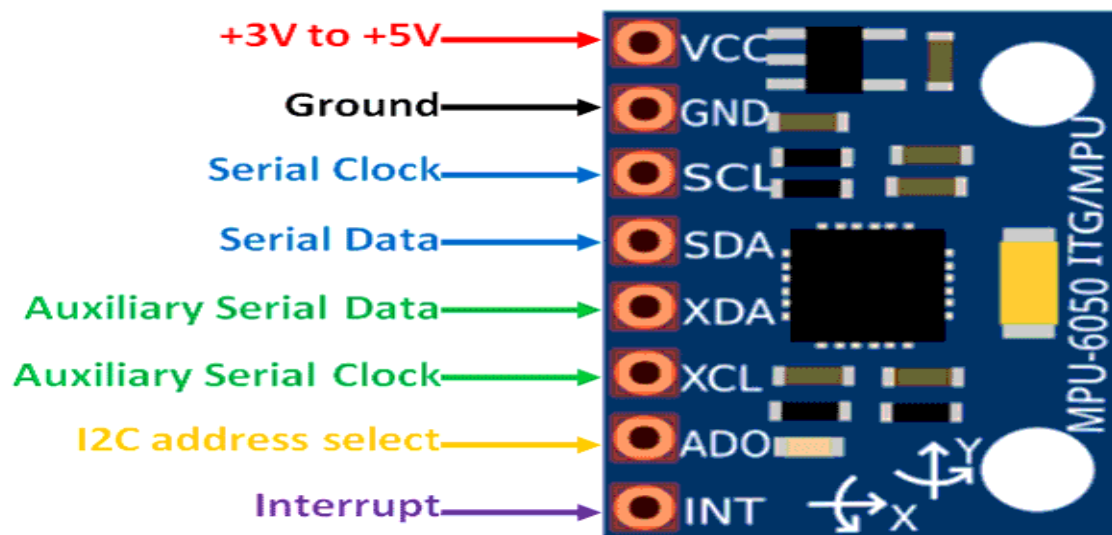 +3V to +5V VCC
Ground GND
Serial Clock SCL
Serial Data SDA
Auxiliary Serial Data XDA
Auxiliary Serial Clock XCL
I2C address select ADO
Interrupt INT
X
Y
MPU-6050 ITG/MPU